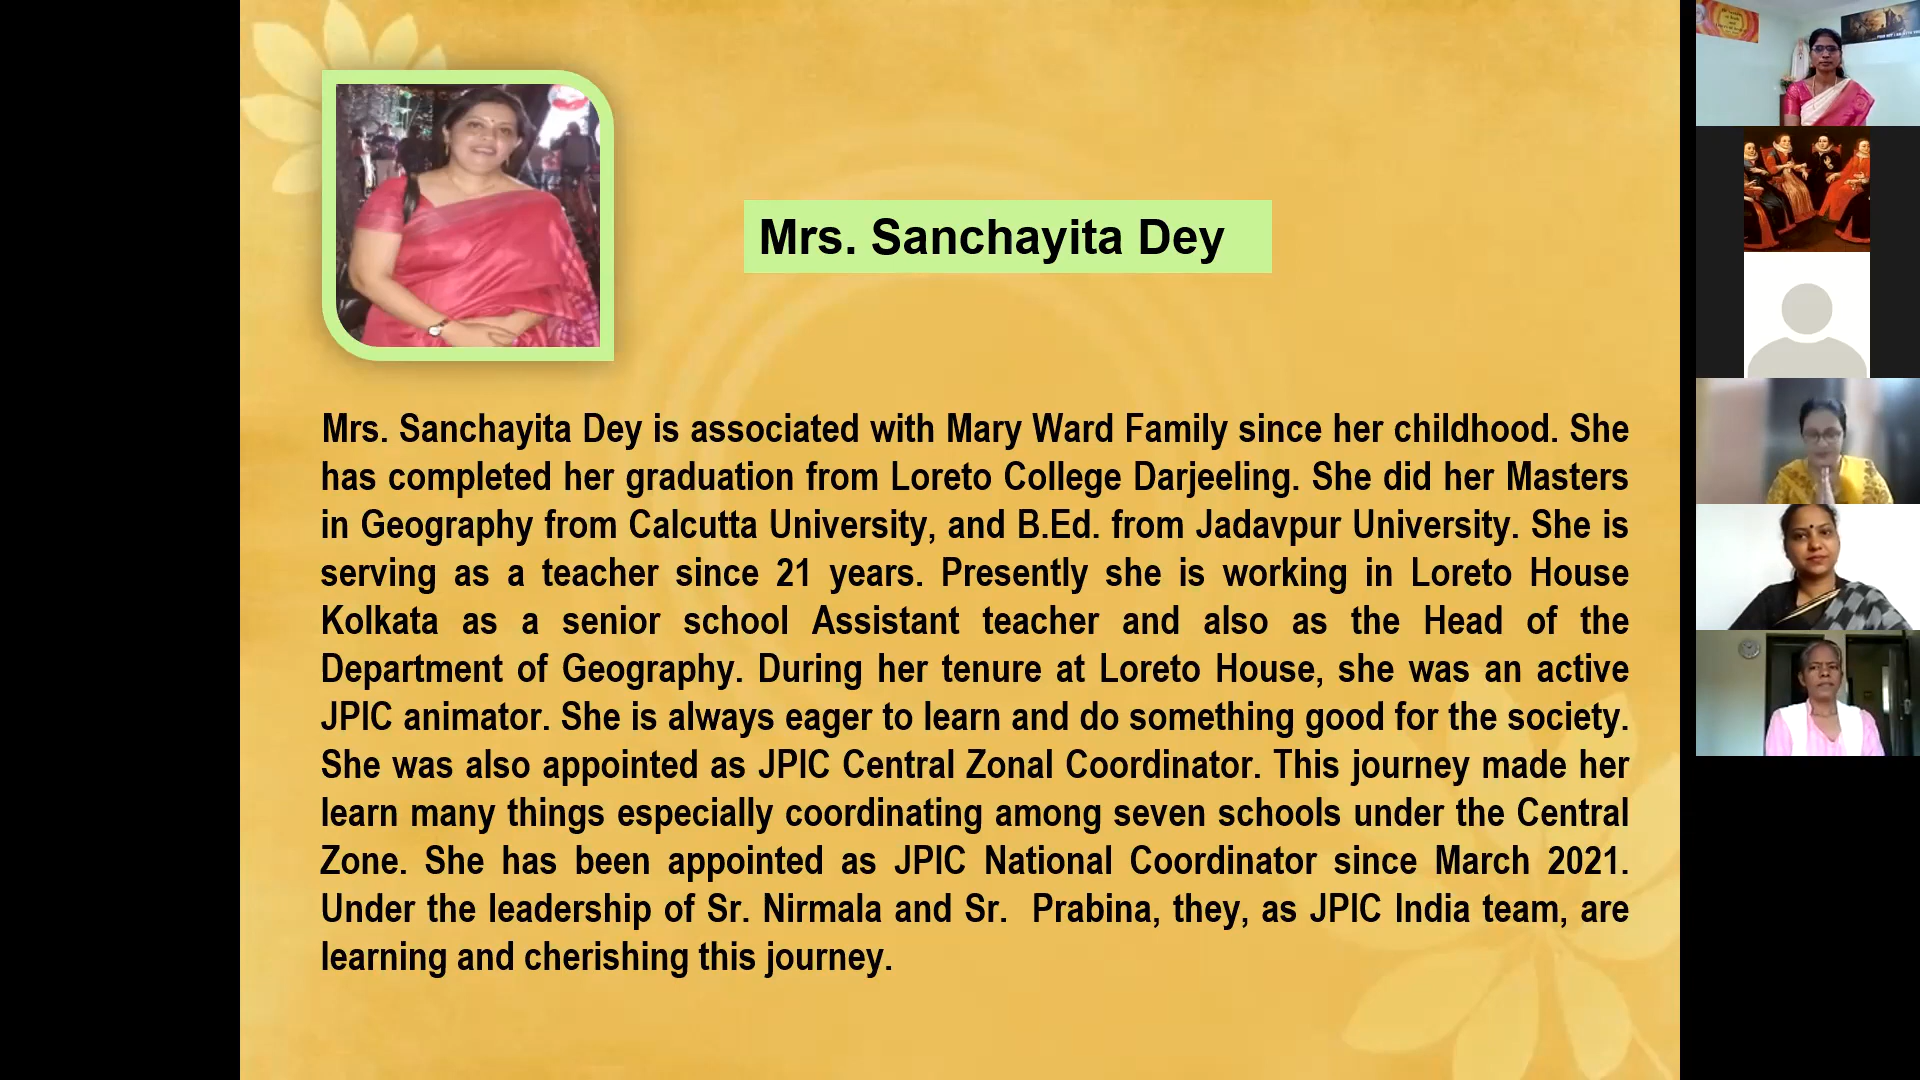 Mrs. Sanchayita Dey
Mrs. Sanchayita Dey is associated with Mary Ward Family since her childhood. She
has completed her graduation from Loreto College Darjeeling. She did her Masters
in Geography from Calcutta University, and B.Ed. from Jadavpur University. She is
serving as a teacher since 21 years. Presently she is working in Loreto House
Kolkata as a senior school Assistant teacher and also as the Head of the
Department of Geography. During her tenure at Loreto House, she was an active
JPIC animator. She is always eager to learn and do something good for the society.
She was also appointed as JPIC Central Zonal Coordinator. This journey made her
learn many things especially coordinating among seven schools under the Central
Zone. She has been appointed as JPIC National Coordinator since March 2021.
Under the leadership of Sr. Nirmala and Sr.  Prabina, they, as JPIC India team, are
learning and cherishing this journey.